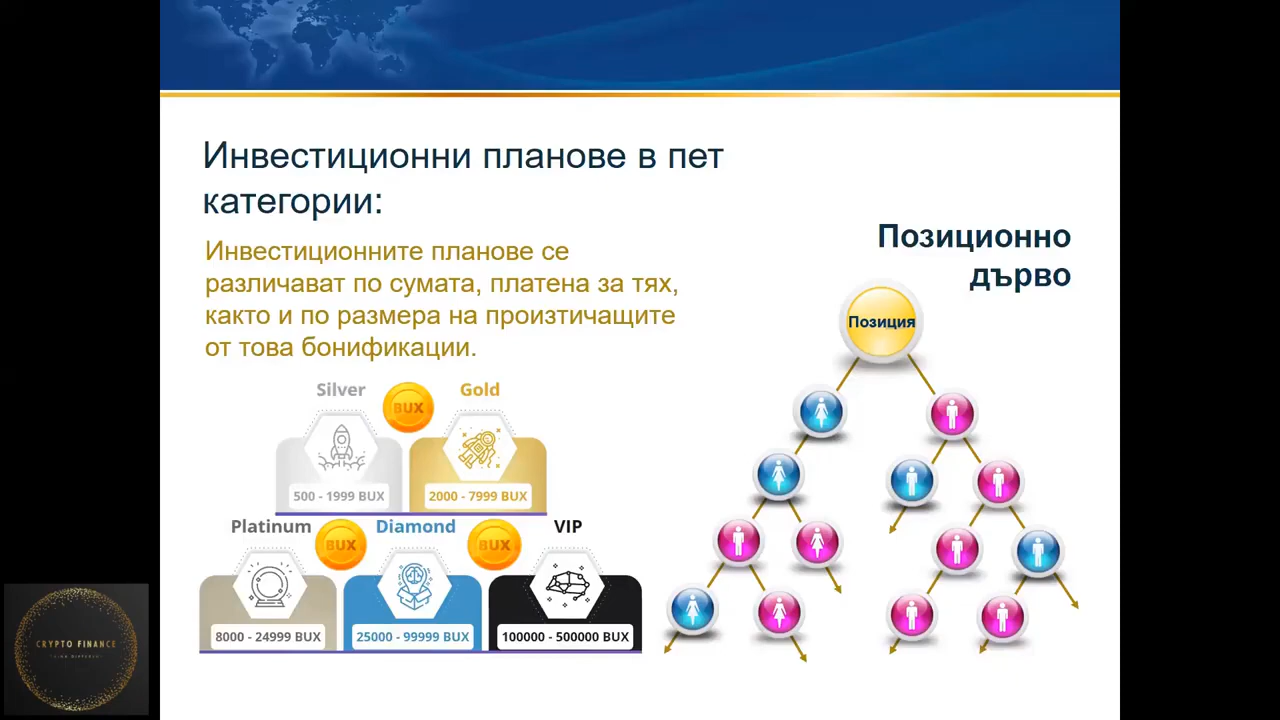 Инвестиционни планове в пет
категории:
Инвестиционните планове се
различават по сумата, платена за тях,
както и по размера на произтичащите
от това бонификации.
Позиционно
дърво
Позиция
Silver
BUX
Gold
500 - 1999 BUX
2000 - 7999 BUX
Platinum
BUX
Diamond
BUX
VIP
8000 - 24999 BUX
25000 - 99999 BUX
100000 - 500000 BUX
CRYPTO FINANCE